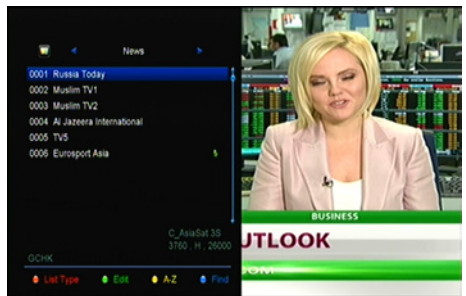 News
0001 Russia Today
0002 Muslim TV1
0003 Muslim TV2
0004 Al Jazeera International
0005 TV5
0006 Eurosport Asia
$
C_AsiaSat 3S
3760 , H , 26000
GCHK
List Type
Edit
A-Z
Find
BUSINESS
UTLOOK
.COM